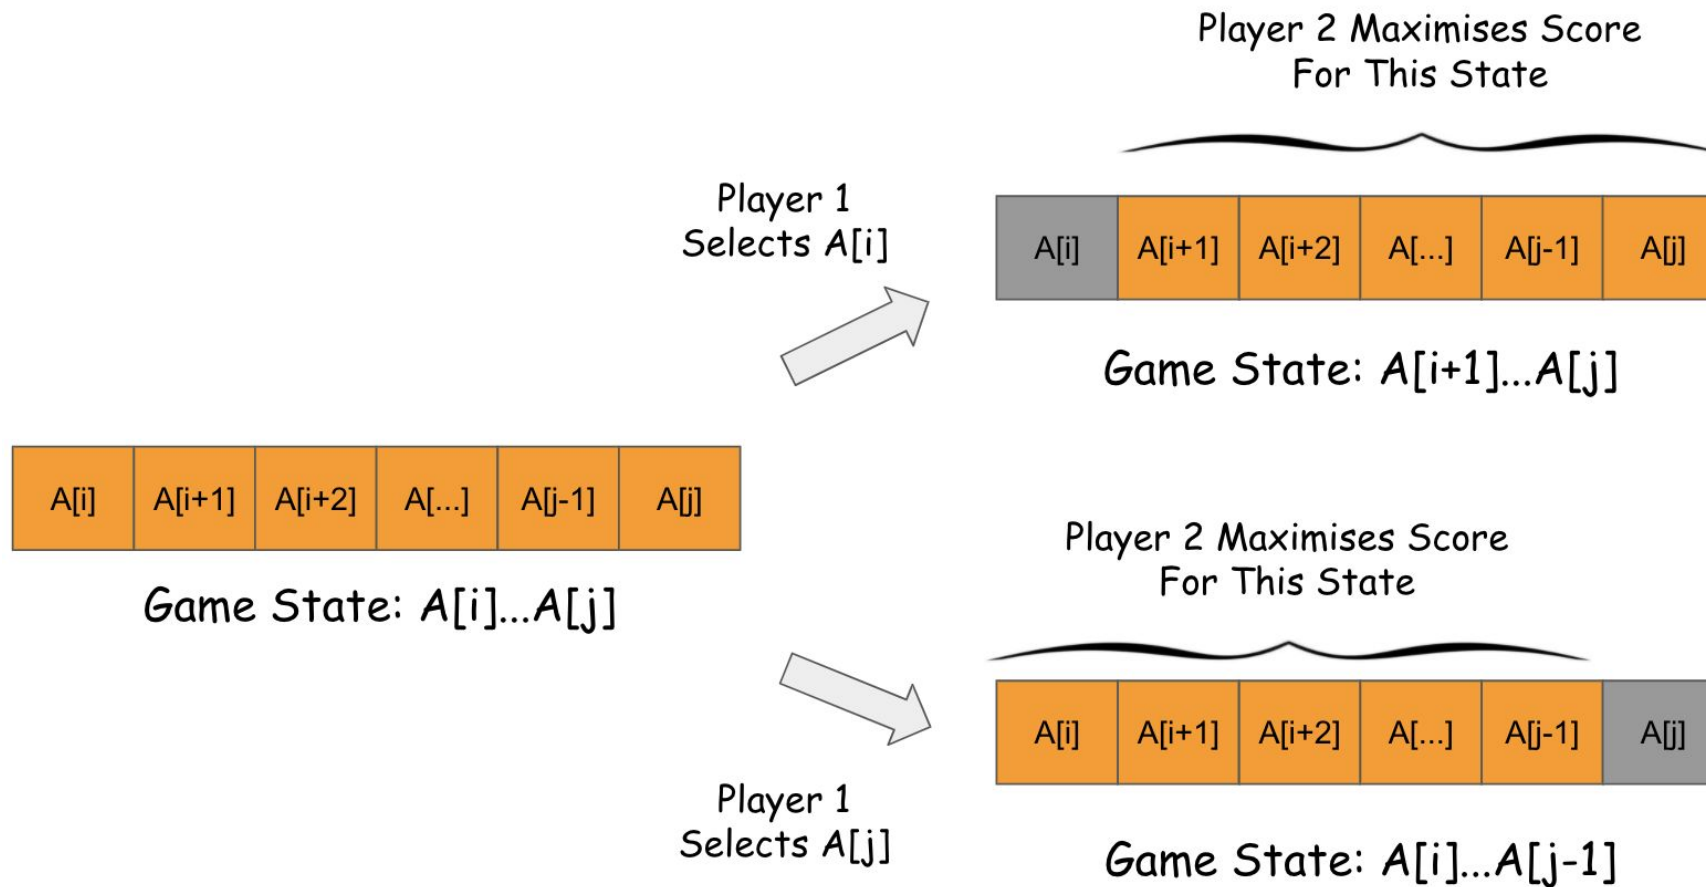 Player 2 Maximises Score
For This State
Player 1
Selects A[i]
A[i] A[i+1] A[i+2] A[...] A[j-1] A[j]
Game State: A[i+1]...A[j]
A[i] A[i+1] A[i+2] A[...] A[j-1] A[j]
Game State: A[i]...A[j]
Player 2 Maximises Score
For This State
A[i] A[i+1] A[i+2] A[...] A[j-1] A[j]
Player 1
Selects A[j]
Game State: A[i]...A[j-1]